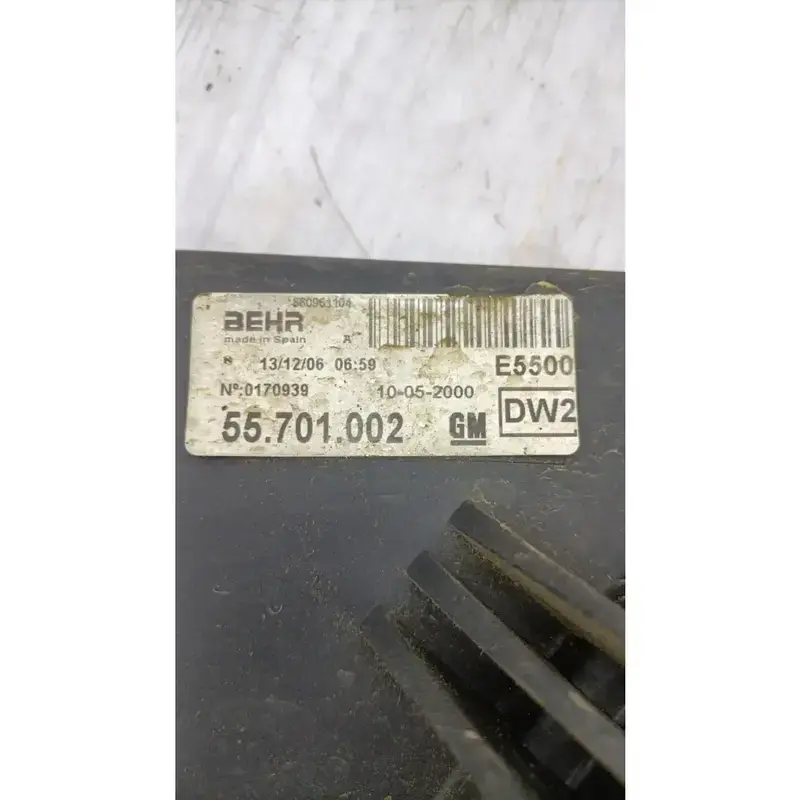 560961104
BEHR
made in Spain A
13/12/06 06:59 E5500
Nº:0170939 10-05-2000 DW2
55.701.002 GM